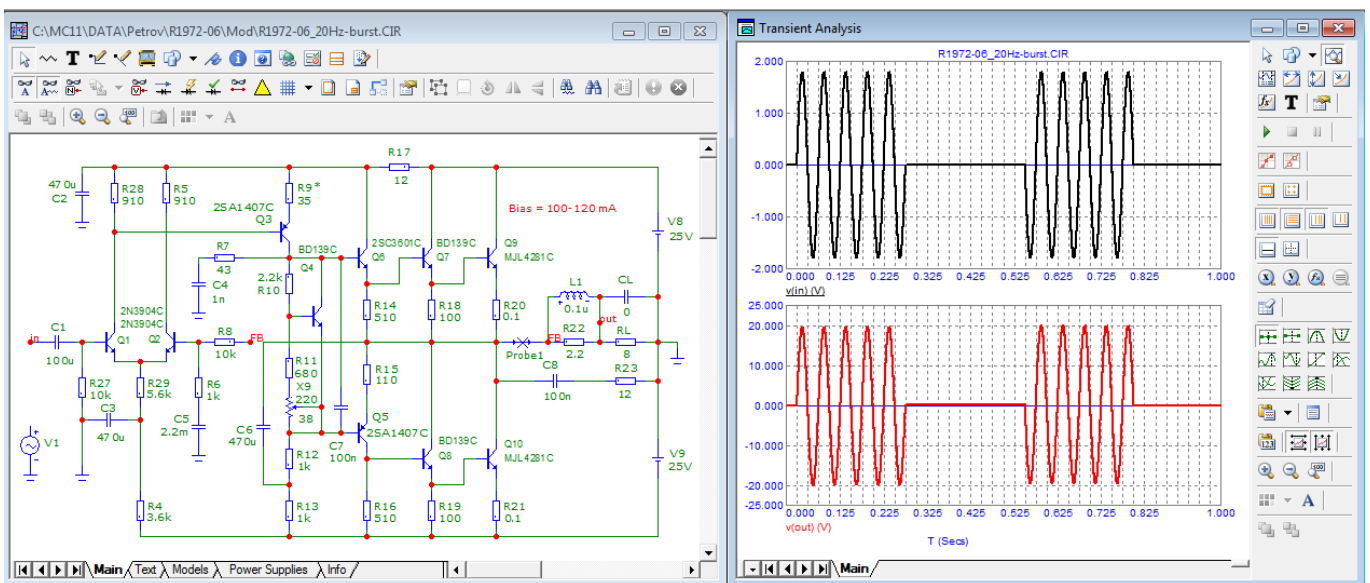 C:\MC11\DATA\Petrov\R1972-06\Mod\R1972-06_20Hz-burst.CIR
R17
12
47 0u
C2
R28
910
R5
910
R9*
35
2SA1407C
Q3
Bias = 100-120 mA
V8
25V
R7
43
C4
1n
BD139C
Q4
2.2k
R10
2SC3601C
Q6
BD139C
Q7
Q9
MJL4281C
L1
0.1u
CL
0
R14
510
R18
100
R20
0.1
out
in
C1
100u
2N3904C
2N3904C
Q1
Q2
R8
10k
FB
Probe1
FB
R22
2.2
RL
8
R27
10k
R29
5.6k
R6
1k
R11
680
X9
220
38
R15
110
C8
100n
R23
12
C3
47 0u
C5
2.2m
C6
47 0u
C7
100n
Q5
2SA1407C
BD139C
Q8
Q10
MJL4281C
V1
V9
25V
R12
1k
R4
3.6k
R13
1k
R16
510
R19
100
R21
0.1
Main Text Models Power Supplies Info
Transient Analysis
R1972-06_20Hz-burst.CIR
2.000
1.000
0.000
-1.000
-2.000
0.000 0.125 0.225 0.325 0.425 0.525 0.625 0.725 0.825 1.000
v(in) (V)
25.000
20.000
10.000
0.000
-10.000
-20.000
-25.000
0.000 0.125 0.225 0.325 0.425 0.525 0.625 0.725 0.825 1.000
v(out) (V)
T (Secs)
Main